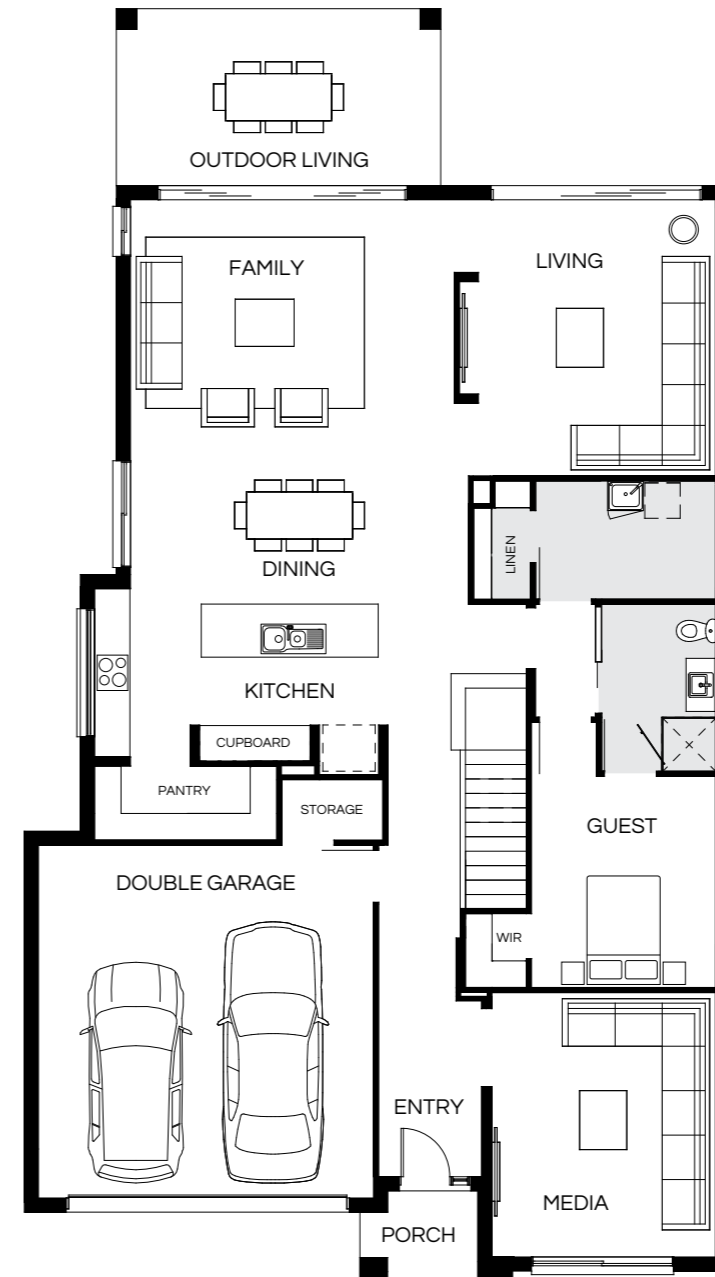 OUTDOOR LIVING
FAMILY
LIVING
LINEN
DINING
KITCHEN
CUPBOARD
PANTRY
STORAGE
GUEST
DOUBLE GARAGE
WIR
ENTRY
MEDIA
PORCH